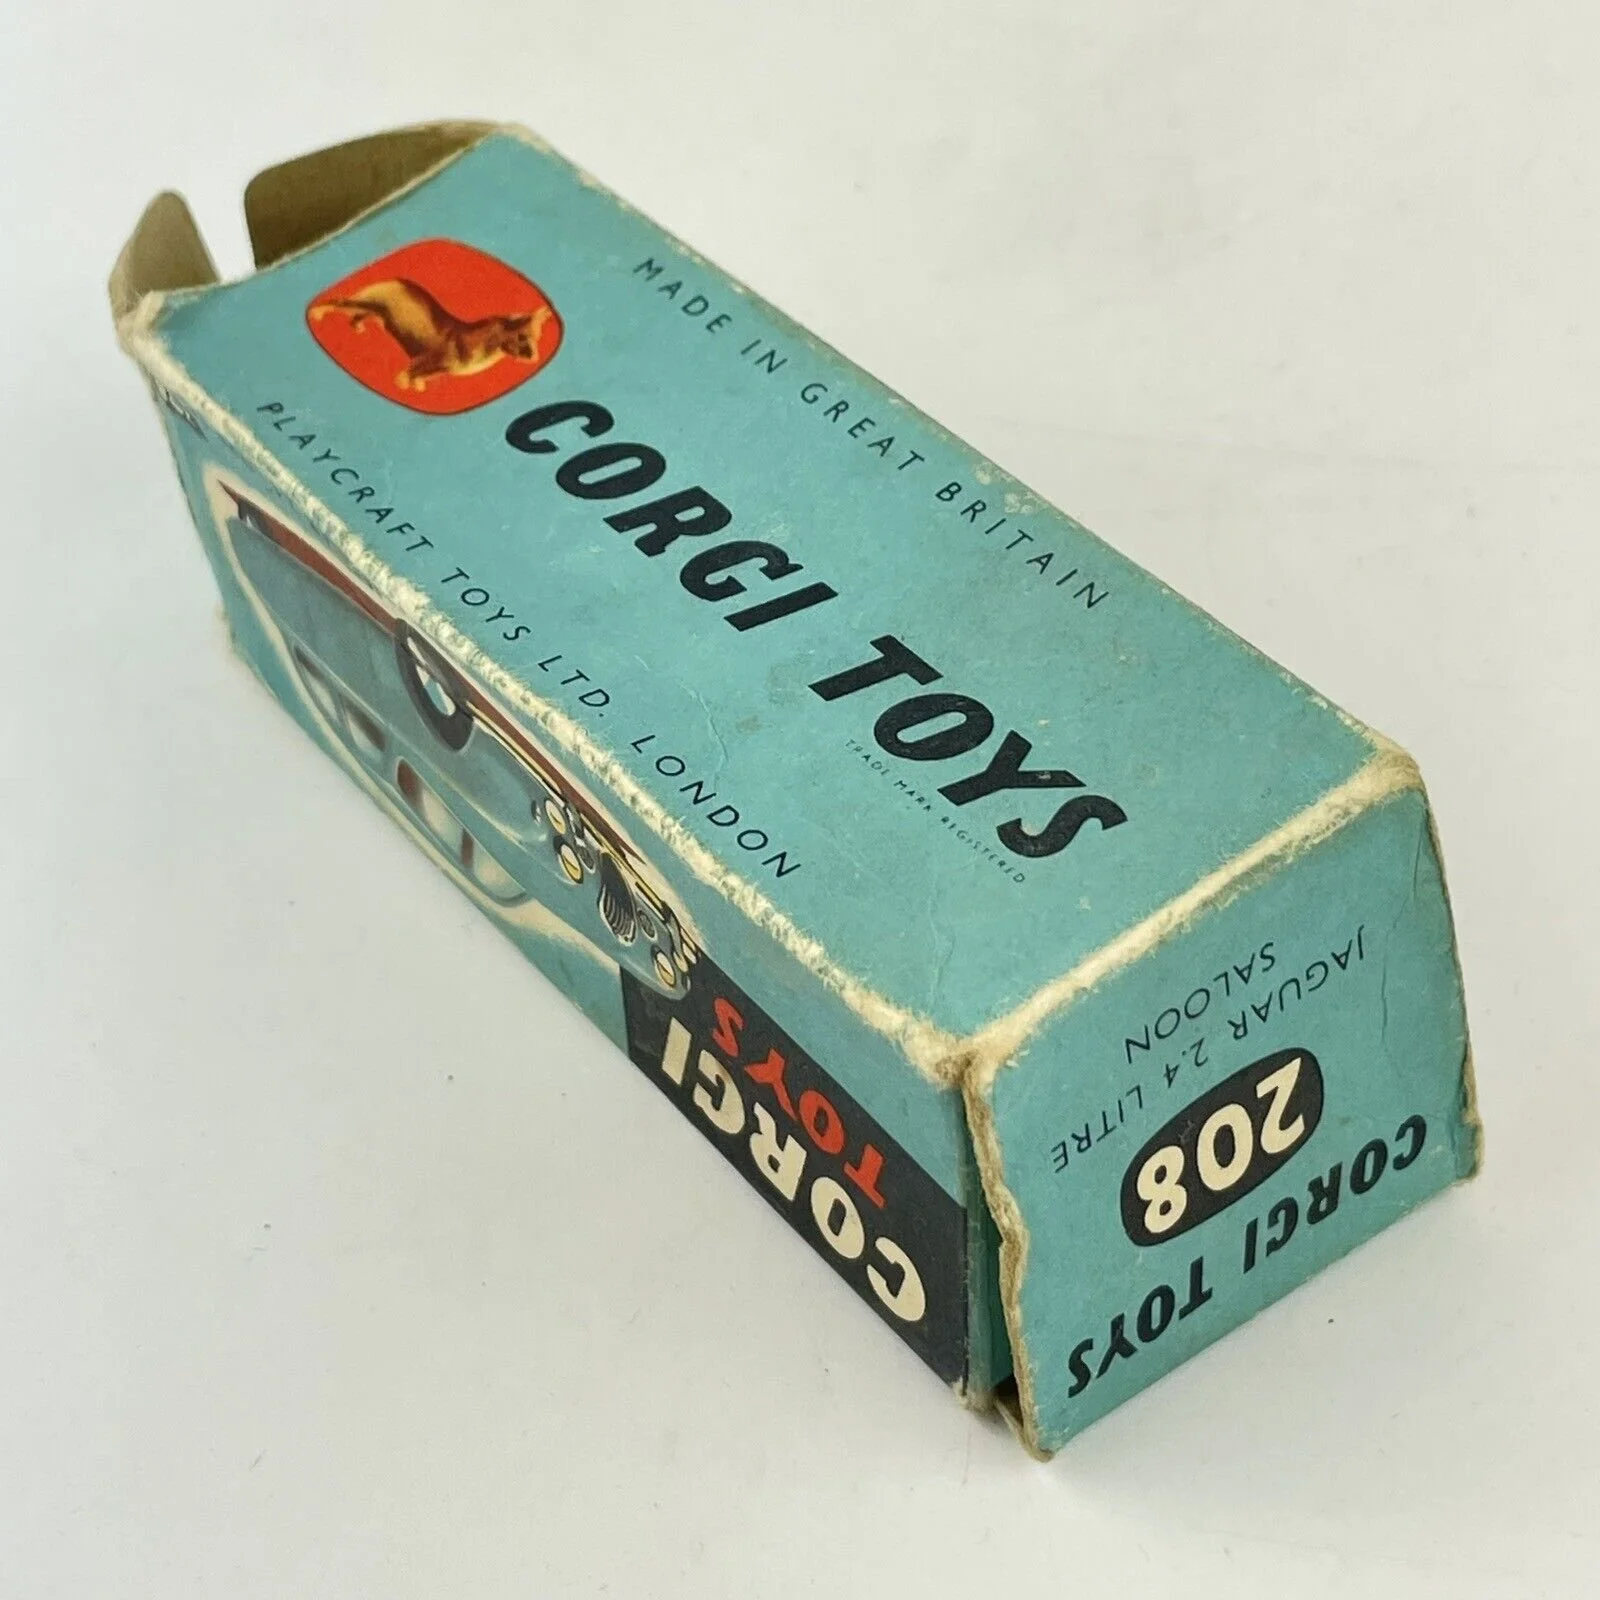 MADE IN GREAT BRITAIN
CORGI TOYS
TRADE MARK REGISTERED
PLAYCRAFT TOYS LTD. LONDON
CORGI
TOYS
CORGI TOYS
208
JAGUAR 2.4 LITRE
SALOON